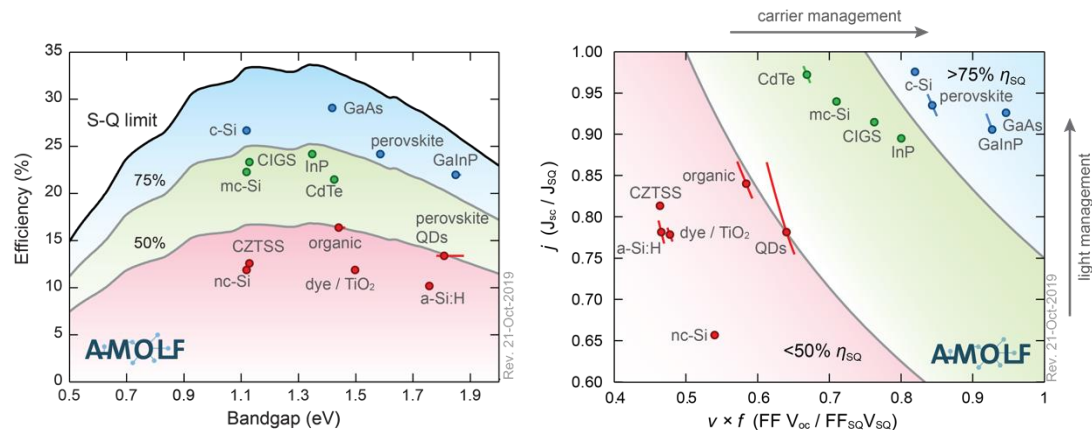 35
30
25
20
15
10
5
0
Efficiency (%)
0.5
0.7
0.9
1.1
1.3
1.5
1.7
1.9
Bandgap (eV)
S-Q limit
75%
50%
c-Si
GaAs
perovskite
GaInP
CIGS
mc-Si
InP
CdTe
perovskite
QDs
CZTSS
organic
nc-Si
dye / TiO₂
a-Si:H
AMOLF
Rev. 21-Oct-2019
carrier management
1.00
0.95
0.90
0.85
0.80
0.75
0.70
0.65
0.60
j (Jsc / JSQ)
0.4
0.5
0.6
0.7
0.8
0.9
1
v × f (FF Voc / FFSQVSQ)
>75% ηSQ
CdTe
c-Si
perovskite
mc-Si
GaAs
CIGS
GaInP
InP
organic
CZTSS
dye / TiO₂
a-Si:H
QDs
nc-Si
<50% ηSQ
AMOLF
Rev. 21-Oct-2019
light management